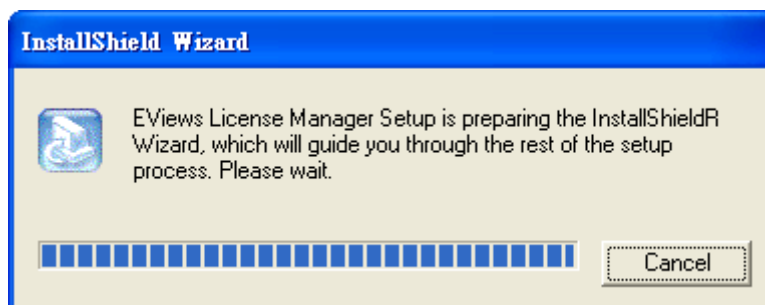 InstallShield Wizard
EViews License Manager Setup is preparing the InstallShieldR
Wizard, which will guide you through the rest of the setup
process. Please wait.
Cancel